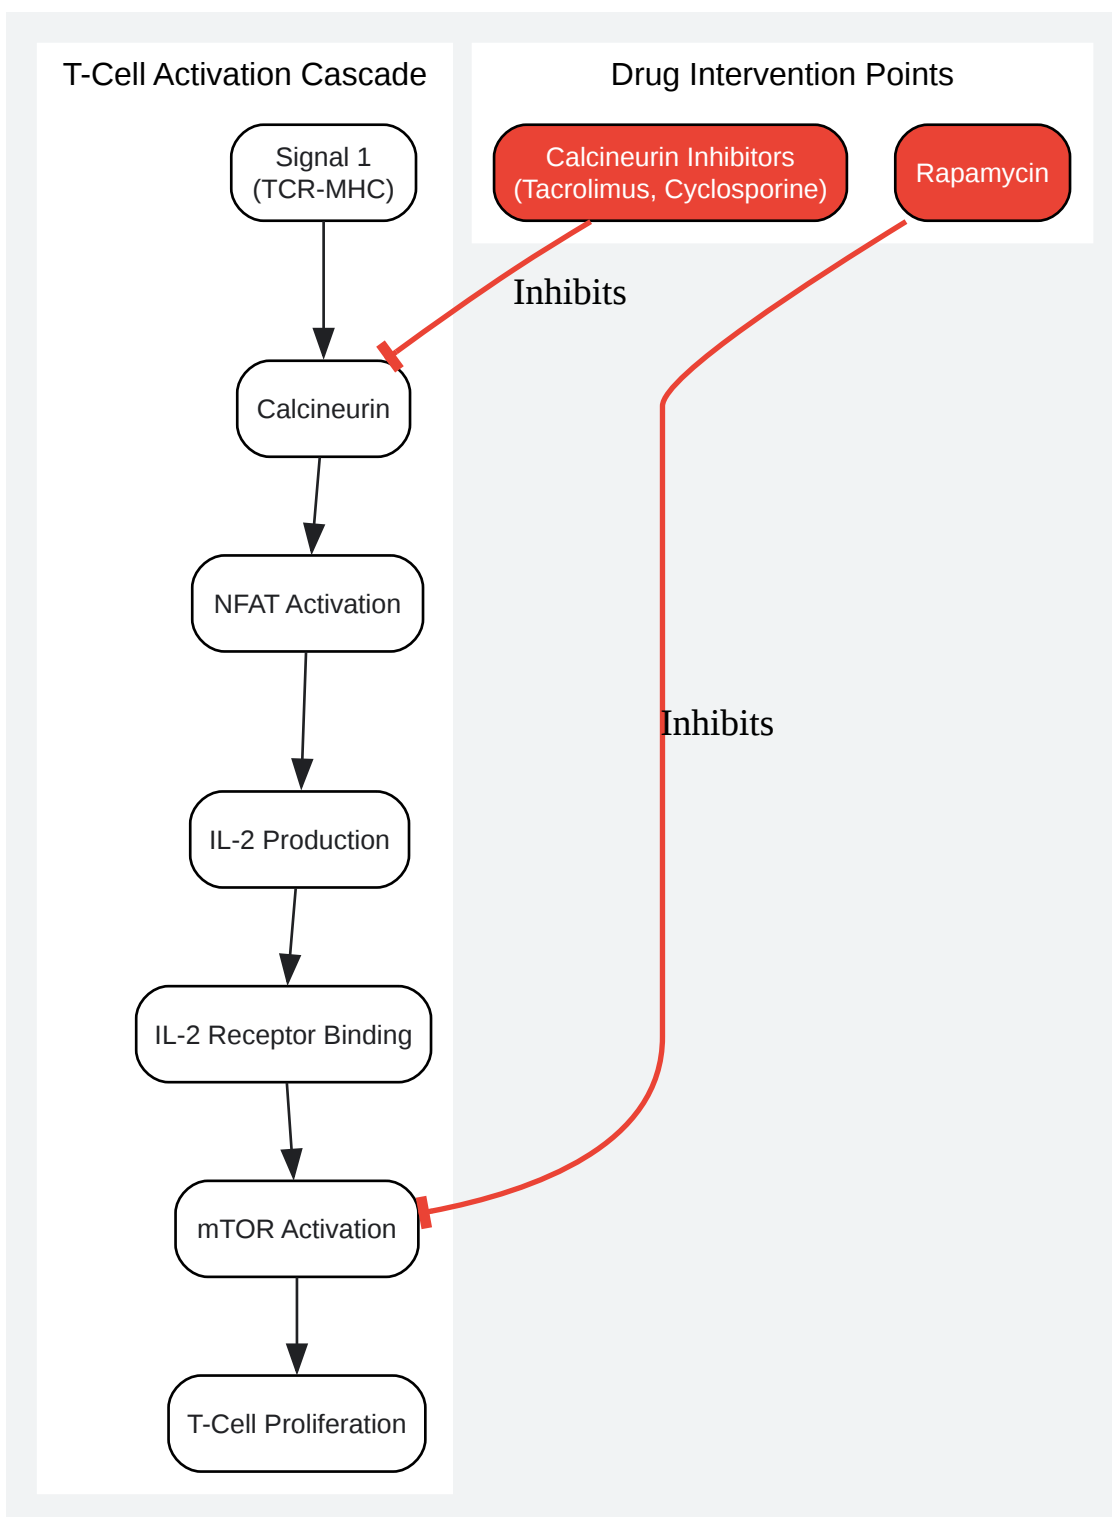 T-Cell Activation Cascade
Drug Intervention Points
Signal 1
(TCR-MHC)
Calcineurin Inhibitors
(Tacrolimus, Cyclosporine)
Rapamycin
Inhibits
Calcineurin
NFAT Activation
Inhibits
IL-2 Production
IL-2 Receptor Binding
mTOR Activation
T-Cell Proliferation